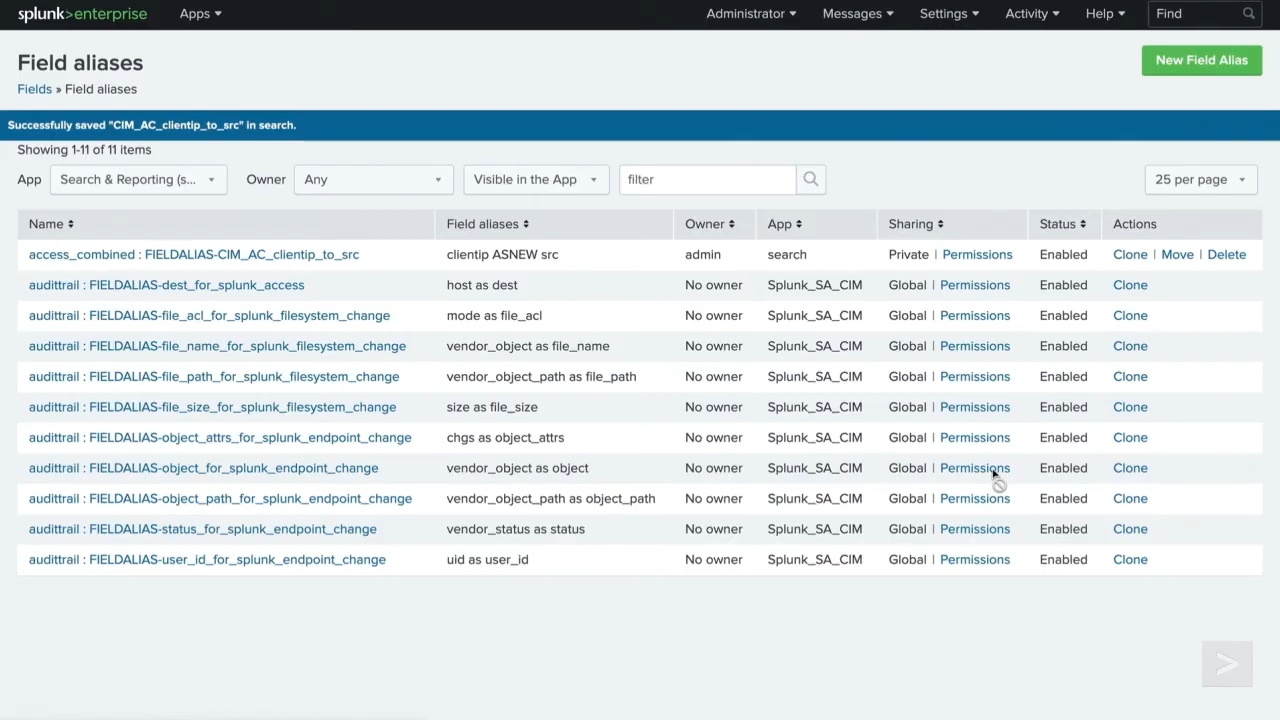 splunk>enterprise Apps Administrator Messages Settings Activity Help Find
Field aliases
New Field Alias
Fields » Field aliases
Successfully saved "CIM_AC_clientip_to_src" in search.
Showing 1-11 of 11 items
App Search & Reporting (s... Owner Any Visible in the App filter 25 per page
Name Field aliases Owner App Sharing Status Actions
access_combined : FIELDALIAS-CIM_AC_clientip_to_src clientip ASNEW src admin search Private | Permissions Enabled Clone | Move | Delete
audittrail : FIELDALIAS-dest_for_splunk_access host as dest No owner Splunk_SA_CIM Global | Permissions Enabled Clone
audittrail : FIELDALIAS-file_acl_for_splunk_filesystem_change mode as file_acl No owner Splunk_SA_CIM Global | Permissions Enabled Clone
audittrail : FIELDALIAS-file_name_for_splunk_filesystem_change vendor_object as file_name No owner Splunk_SA_CIM Global | Permissions Enabled Clone
audittrail : FIELDALIAS-file_path_for_splunk_filesystem_change vendor_object_path as file_path No owner Splunk_SA_CIM Global | Permissions Enabled Clone
audittrail : FIELDALIAS-file_size_for_splunk_filesystem_change size as file_size No owner Splunk_SA_CIM Global | Permissions Enabled Clone
audittrail : FIELDALIAS-object_attrs_for_splunk_endpoint_change chgs as object_attrs No owner Splunk_SA_CIM Global | Permissions Enabled Clone
audittrail : FIELDALIAS-object_for_splunk_endpoint_change vendor_object as object No owner Splunk_SA_CIM Global | Permissions Enabled Clone
audittrail : FIELDALIAS-object_path_for_splunk_endpoint_change vendor_object_path as object_path No owner Splunk_SA_CIM Global | Permissions Enabled Clone
audittrail : FIELDALIAS-status_for_splunk_endpoint_change vendor_status as status No owner Splunk_SA_CIM Global | Permissions Enabled Clone
audittrail : FIELDALIAS-user_id_for_splunk_endpoint_change uid as user_id No owner Splunk_SA_CIM Global | Permissions Enabled Clone
>